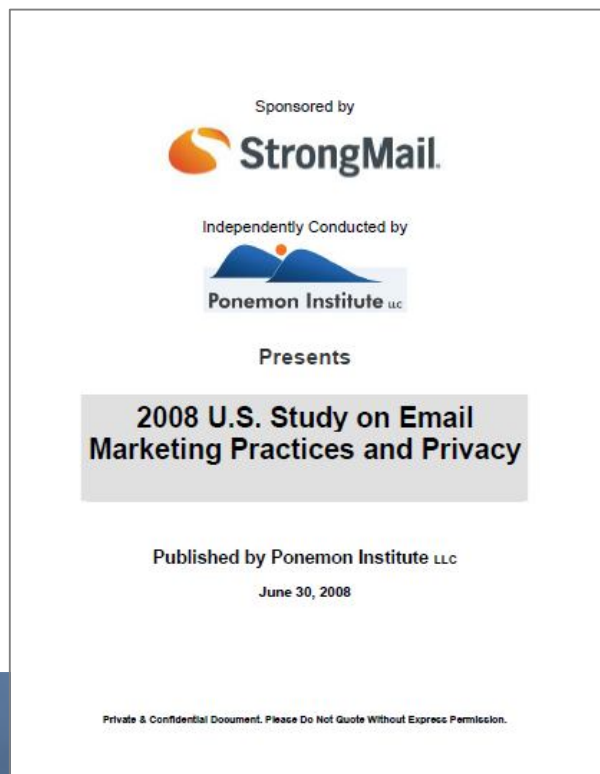 Sponsored by
StrongMail.
Independently Conducted by
Ponemon Institute LLC
Presents
2008 U.S. Study on Email
Marketing Practices and Privacy
Published by Ponemon Institute LLC
June 30, 2008
Private & Confidential Document. Please Do Not Quote Without Express Permission.